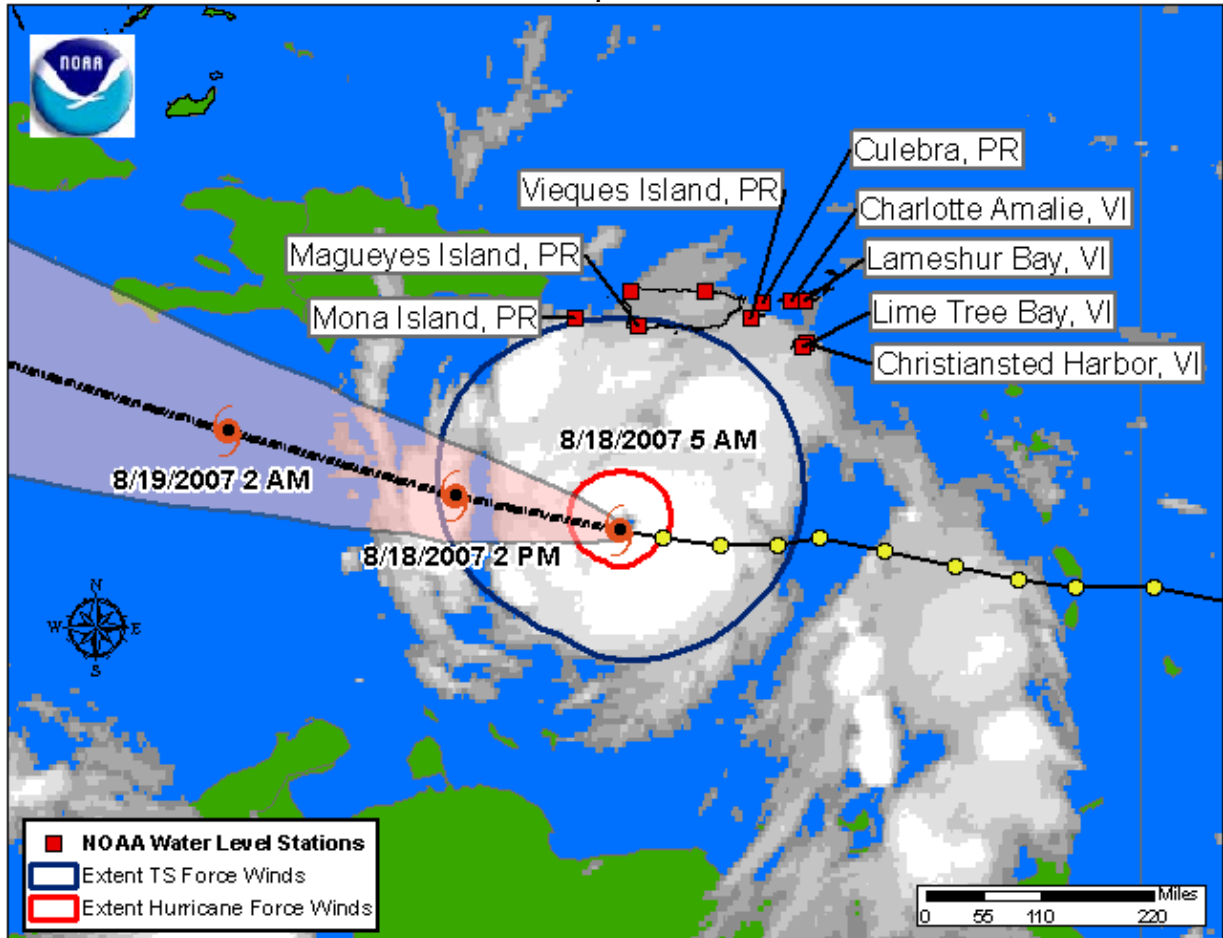 NOAA
Culebra, PR
Vieques Island, PR
Charlotte Amalie, VI
Magueyes Island, PR
Lameshur Bay, VI
Mona Island, PR
Lime Tree Bay, VI
Christiansted Harbor, VI
8/18/2007 5 AM
8/19/2007 2 AM
8/18/2007 2 PM
N
W E
S
NOAA Water Level Stations
Extent TS Force Winds
Extent Hurricane Force Winds
Miles
0 55 110 220